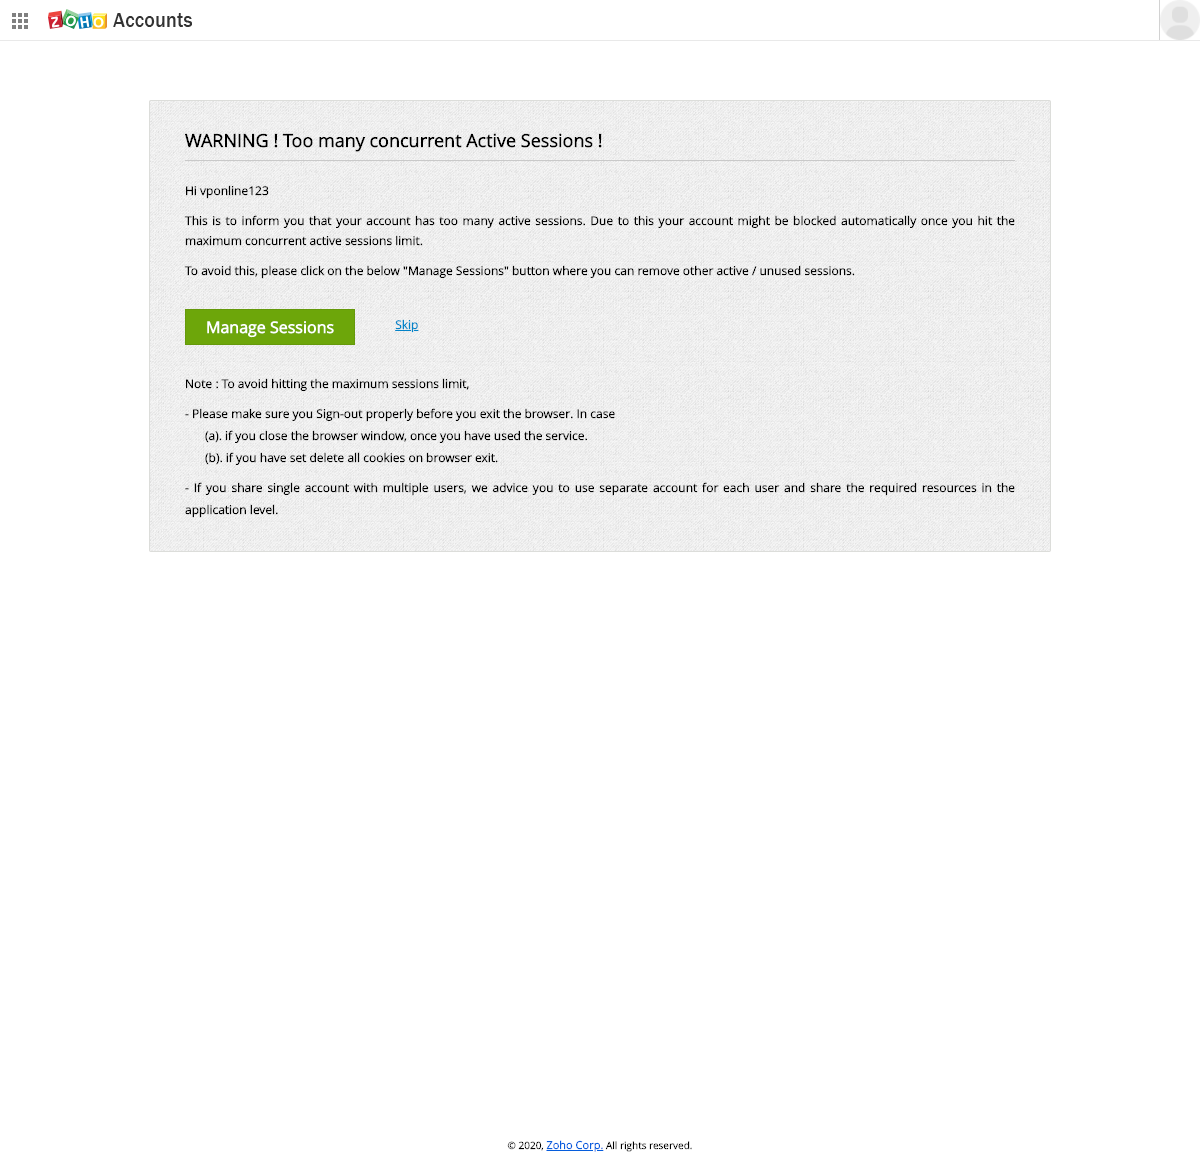 ZOHO Accounts
WARNING ! Too many concurrent Active Sessions !
Hi vponline123
This is to inform you that your account has too many active sessions. Due to this your account might be blocked automatically once you hit the
maximum concurrent active sessions limit.
To avoid this, please click on the below "Manage Sessions" button where you can remove other active / unused sessions.
Manage Sessions Skip
Note : To avoid hitting the maximum sessions limit,
- Please make sure you Sign-out properly before you exit the browser. In case
(a). if you close the browser window, once you have used the service.
(b). if you have set delete all cookies on browser exit.
- If you share single account with multiple users, we advice you to use separate account for each user and share the required resources in the
application level.
© 2020, Zoho Corp. All rights reserved.